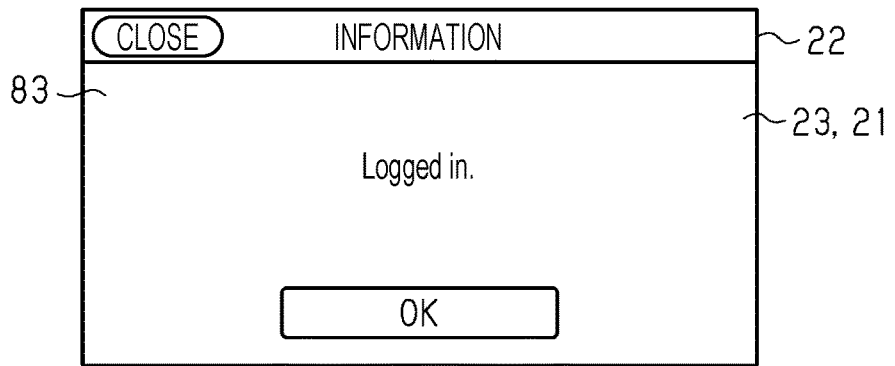 CLOSE INFORMATION 22
83
23, 21
Logged in.
OK